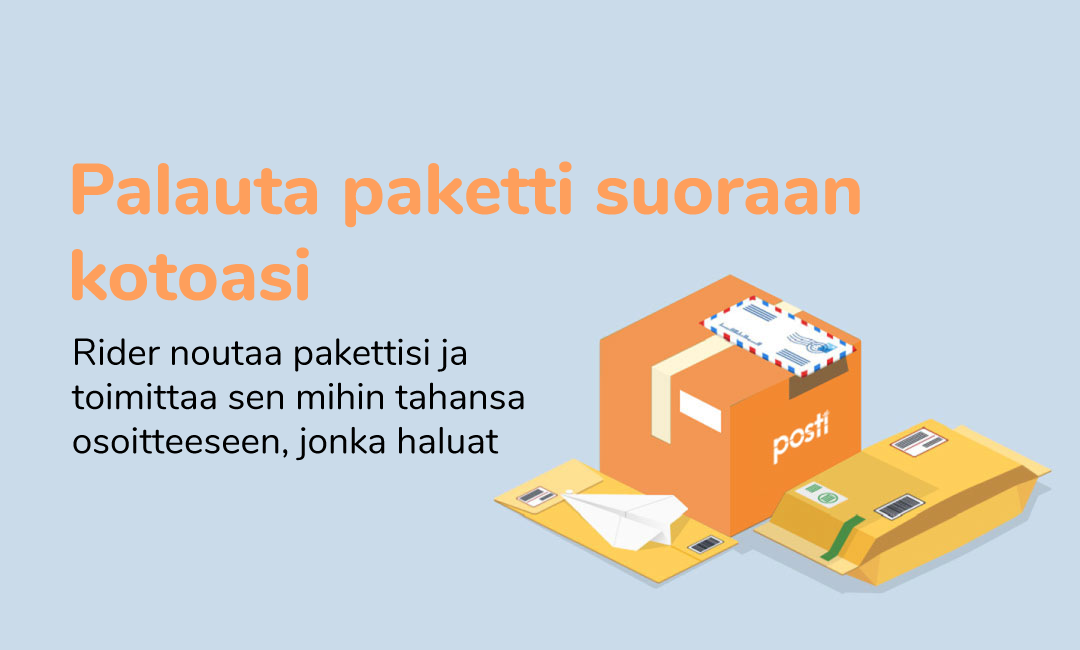 Palauta paketti suoraan
kotoasi
Rider noutaa pakettisi ja
toimittaa sen mihin tahansa
osoitteeseen, jonka haluat
posti